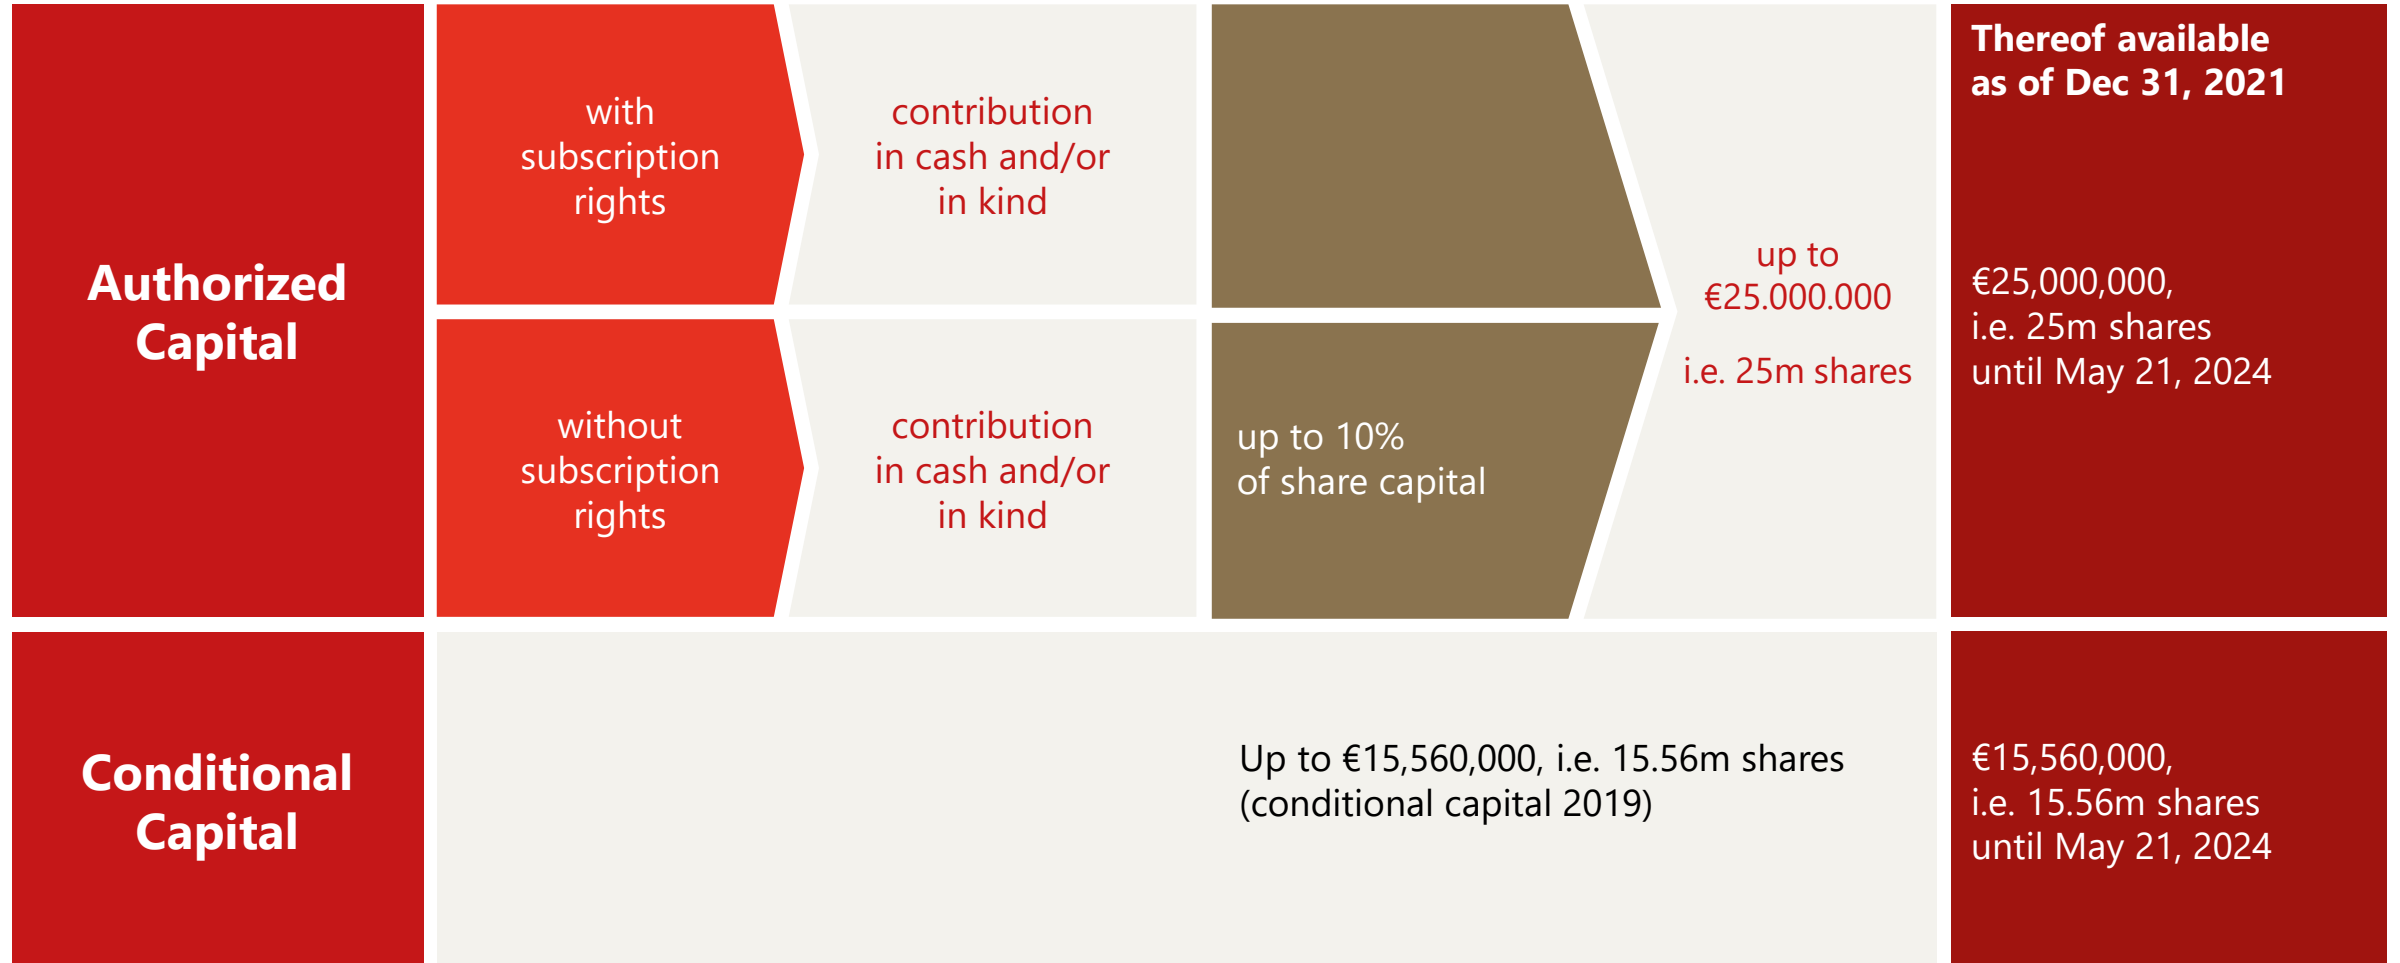 Authorized
Capital
with
subscription
rights
contribution
in cash and/or
in kind
without
subscription
rights
contribution
in cash and/or
in kind
up to 10%
of share capital
up to
€25.000.000
i.e. 25m shares
Thereof available
as of Dec 31, 2021
€25,000,000,
i.e. 25m shares
until May 21, 2024
Conditional
Capital
Up to €15,560,000, i.e. 15.56m shares
(conditional capital 2019)
€15,560,000,
i.e. 15.56m shares
until May 21, 2024